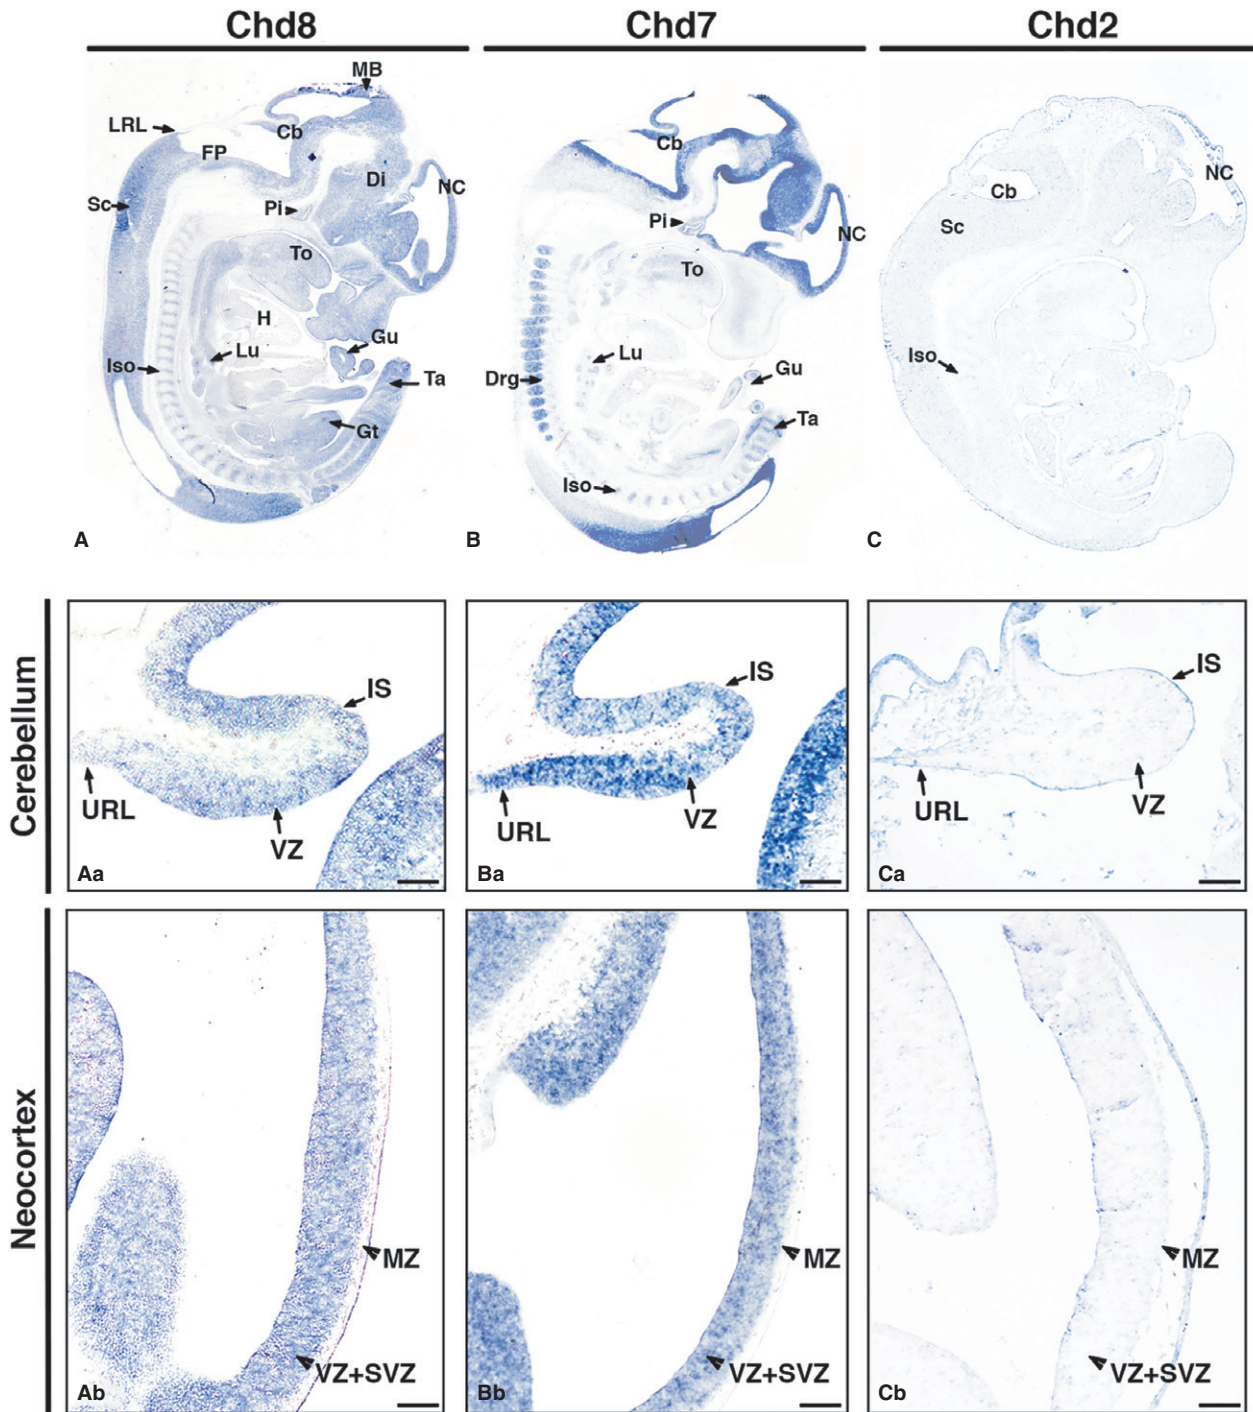 Chd8 Chd7 Chd2
MB
LRL
Cb
FP
Di
NC
Sc
Pi
To
H
Lu
Gu
Iso
Ta
Gt
A
Cb
Pi
NC
To
Lu
Gu
Drg
Ta
Iso
B
NC
Cb
Sc
Iso
C
Cerebellum
IS
URL
VZ
Aa
IS
URL
VZ
Ba
IS
URL
VZ
Ca
Neocortex
MZ
VZ+SVZ
Ab
MZ
VZ+SVZ
Bb
MZ
VZ+SVZ
Cb